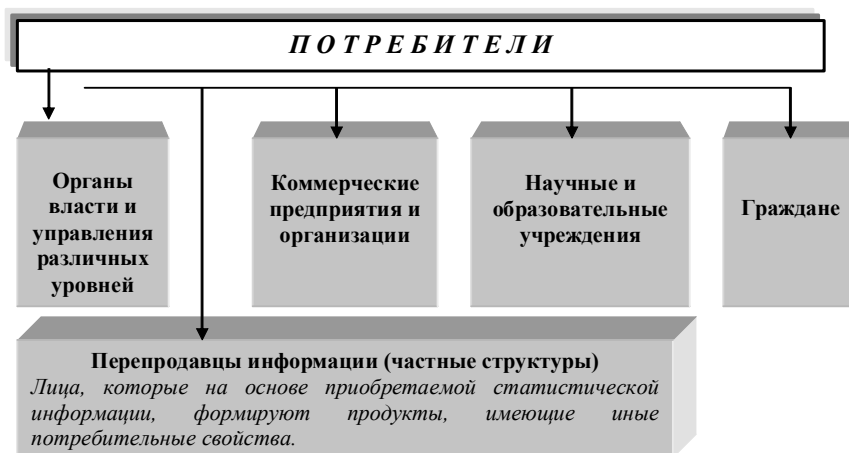 П О Т Р Е Б И Т Е Л И
Органы
власти и
управления
различных
уровней
Коммерческие
предприятия и
организации
Научные и
образовательные
учреждения
Граждане
Перепродавцы информации (частные структуры)
Лица, которые на основе приобретаемой статистической
информации, формируют продукты, имеющие иные
потребительные свойства.